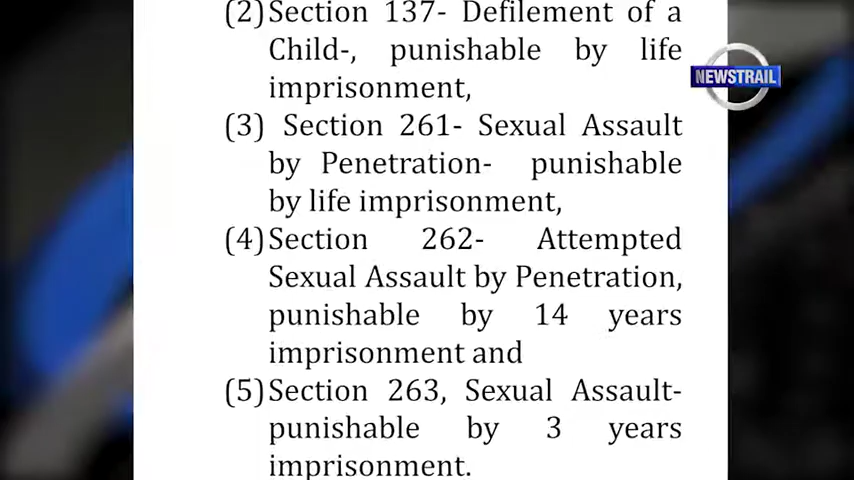 (2) Section 137- Defilement of a
Child-, punishable by life
imprisonment,
(3) Section 261- Sexual Assault
by Penetration- punishable
by life imprisonment,
(4) Section 262- Attempted
Sexual Assault by Penetration,
punishable by 14 years
imprisonment and
(5) Section 263, Sexual Assault-
punishable by 3 years
imprisonment.
NEWSTRAIL